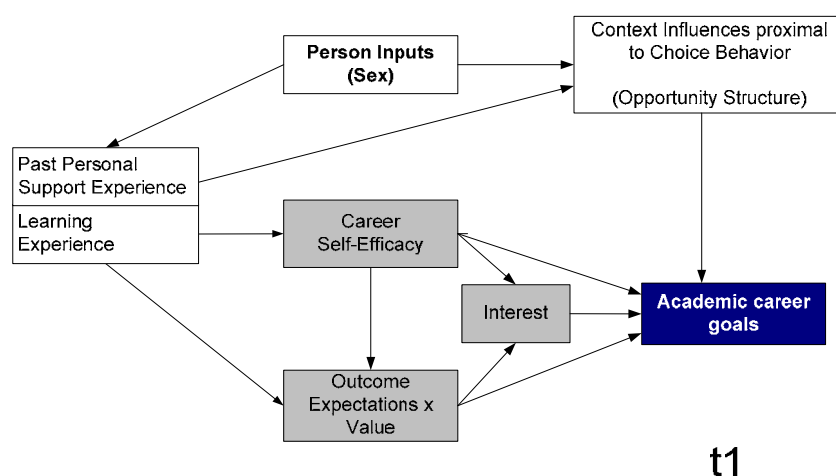 Person Inputs
(Sex)
Context Influences proximal
to Choice Behavior
(Opportunity Structure)
Past Personal
Support Experience
Learning
Experience
Career
Self-Efficacy
Interest
Academic career
goals
Outcome
Expectations x
Value
t1